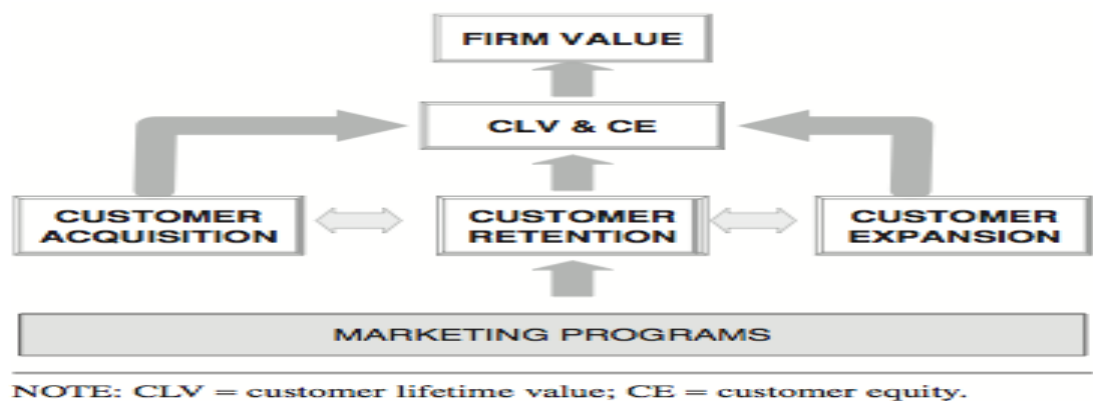 FIRM VALUE
CLV & CE
CUSTOMER
ACQUISITION
CUSTOMER
RETENTION
CUSTOMER
EXPANSION
MARKETING PROGRAMS
NOTE: CLV = customer lifetime value; CE = customer equity.